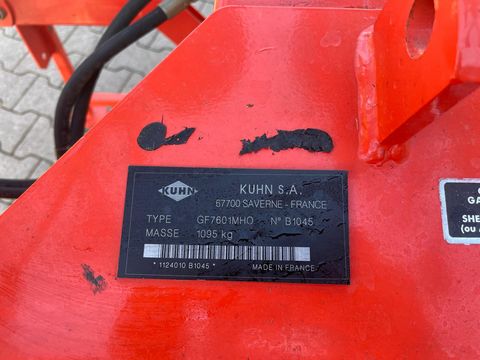 KUHN
KUHN S.A.
67700 SAVERNE - FRANCE
TYPE GF7601MHO N° B1045
MASSE 1095 kg
* 1124010 B1045 * MADE IN FRANCE
GA
SHE
(ou